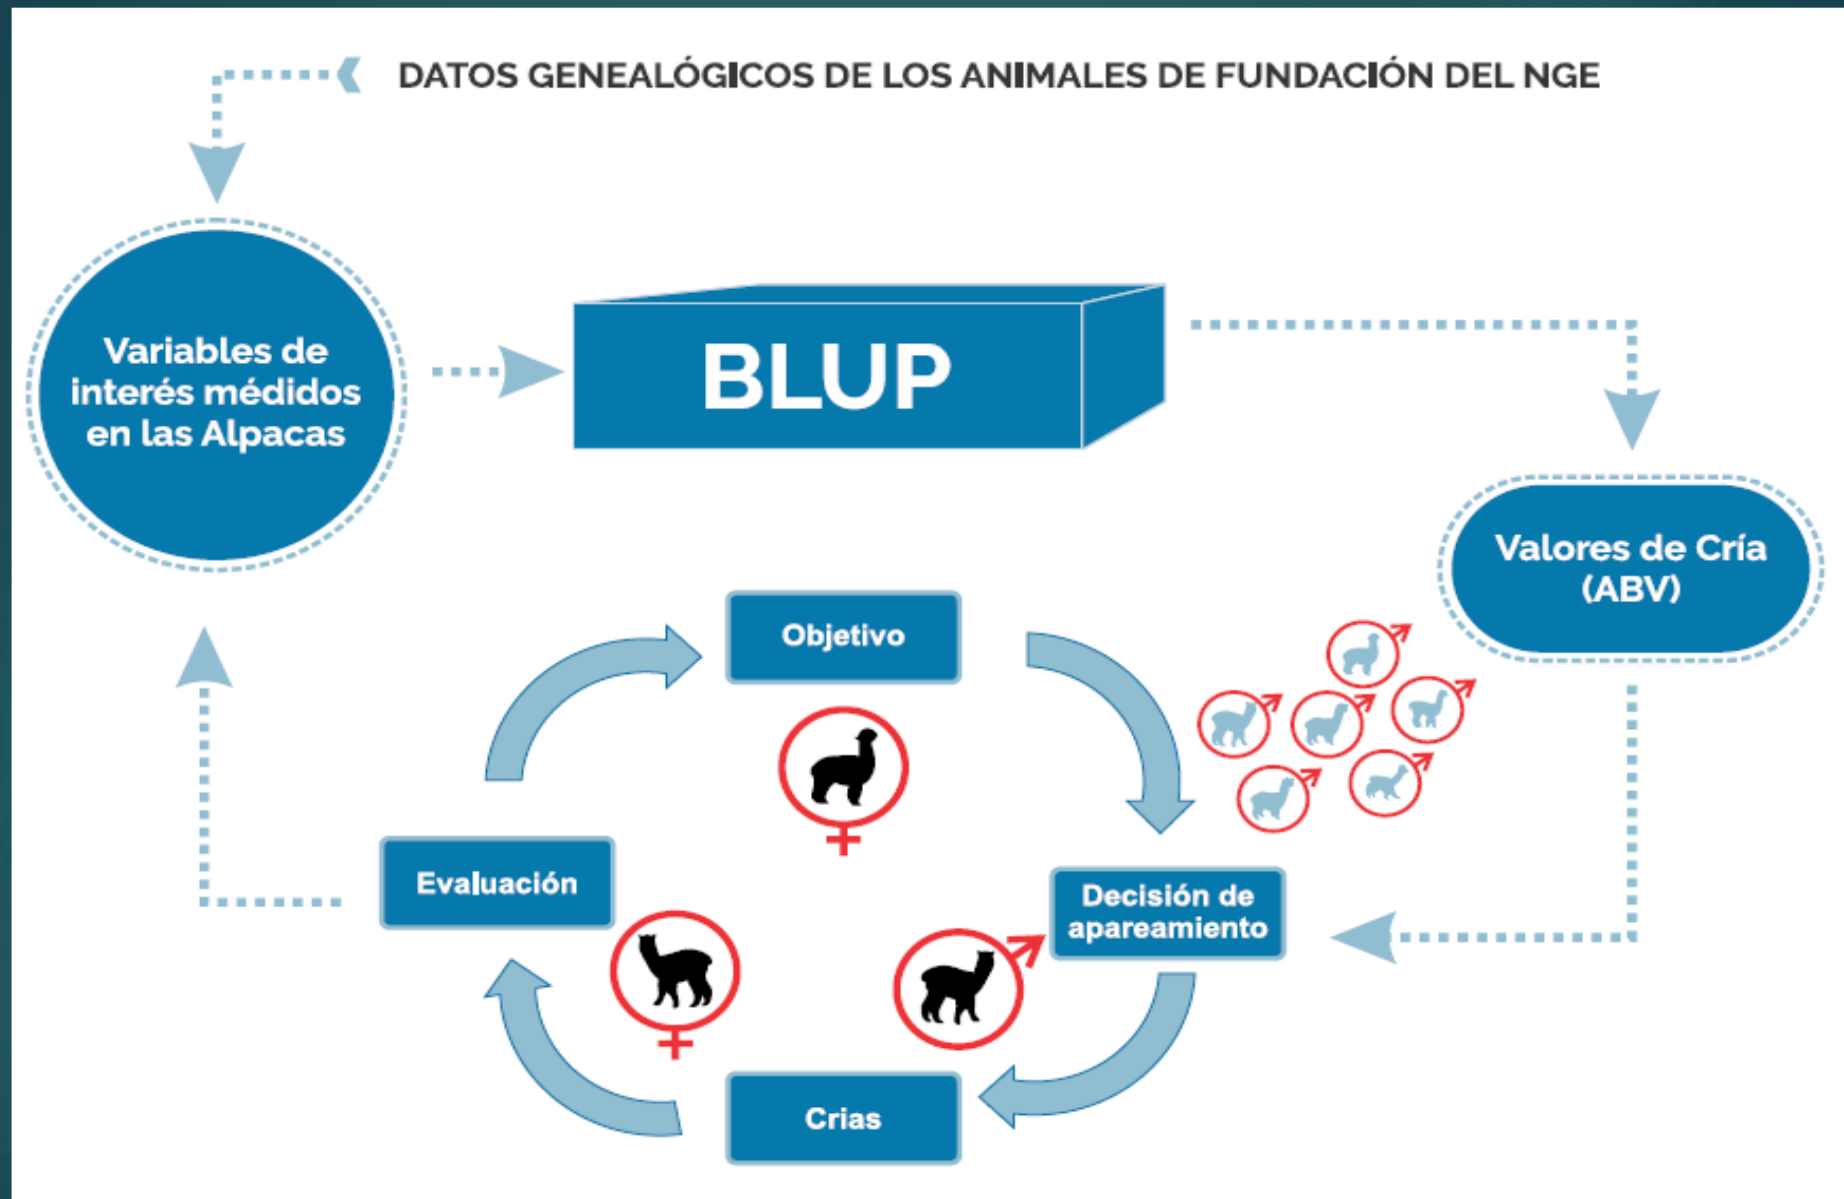 DATOS GENEALÓGICOS DE LOS ANIMALES DE FUNDACIÓN DEL NGE
Variables de
interés médidos
en las Alpacas
BLUP
Valores de Cría
(ABV)
Objetivo
Evaluación
Decisión de
apareamiento
Crias